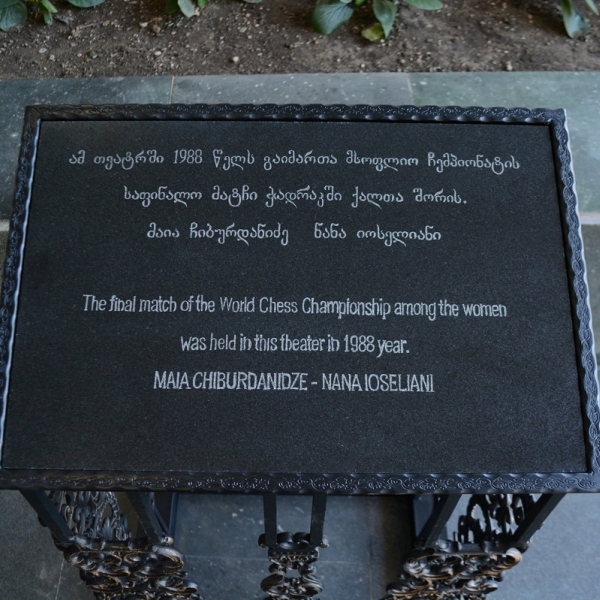 ამ თეატრში 1988 წელს გაიმართა მსოფლიო ჩემპიონატის
საფინალო მატჩი ჭადრაკში ქალთა შორის.
მაია ჩიბურდანიძე ნანა იოსელიანი
The final match of the World Chess Championship among the women
was held in this theater in 1988 year.
MAIA CHIBURDANIDZE - NANA IOSELIANI